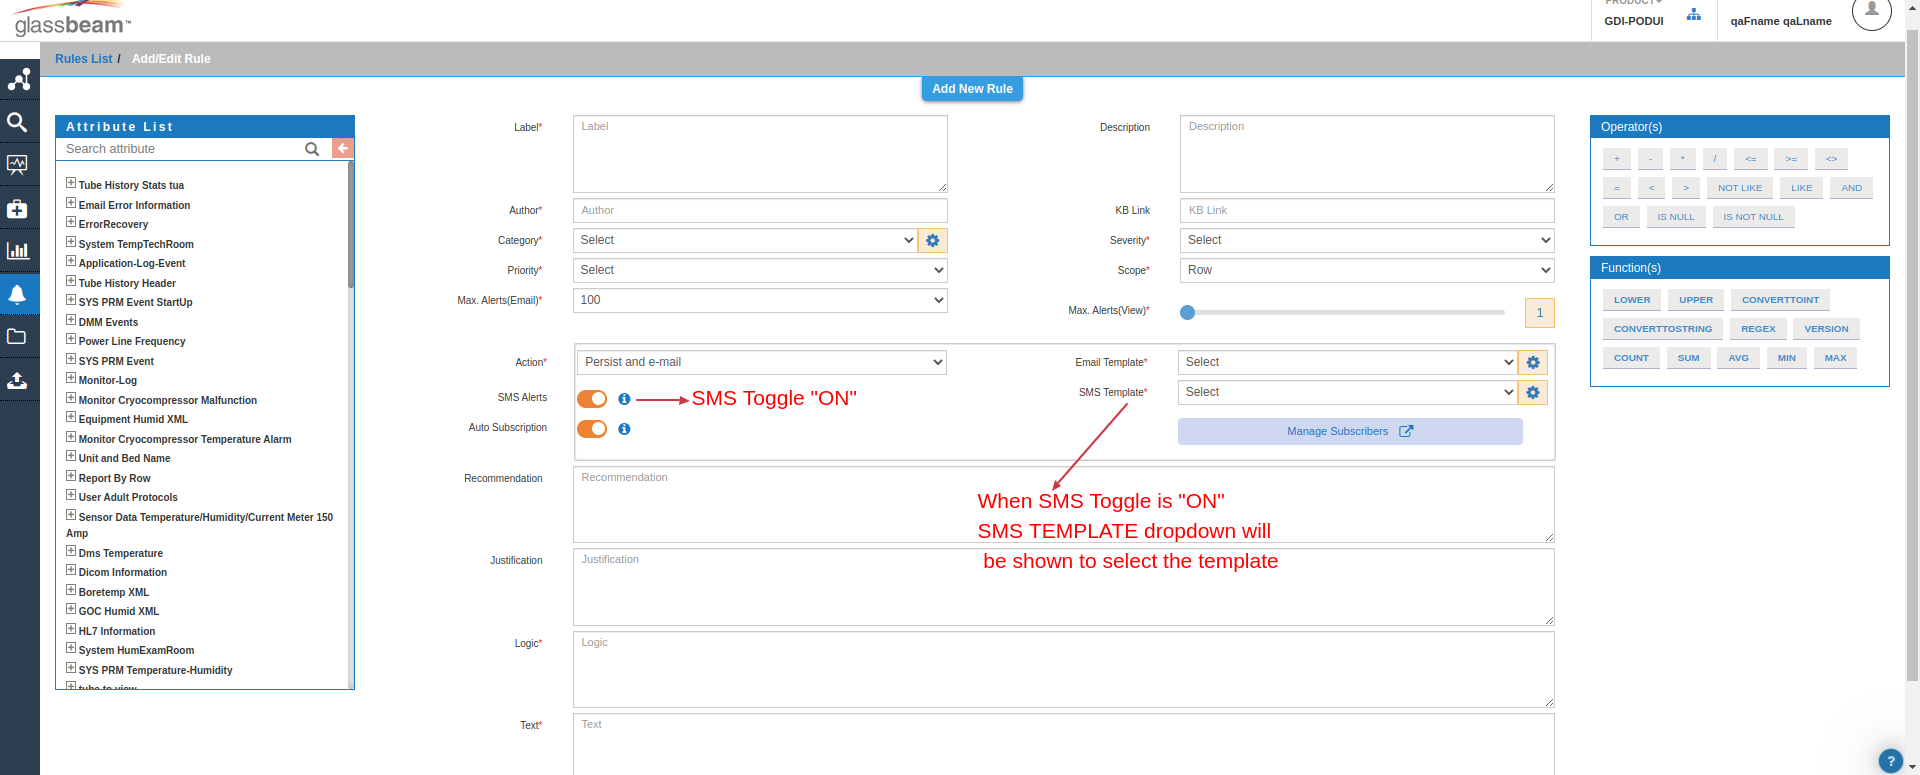 glassbeam™
PRODUCT
GDI-PODUI
qaFname qaLname
Rules List / Add/Edit Rule
Add New Rule
Attribute List
Search attribute
Tube History Stats tua
Email Error Information
ErrorRecovery
System TempTechRoom
Application-Log-Event
Tube History Header
SYS PRM Event StartUp
DMM Events
Power Line Frequency
SYS PRM Event
Monitor-Log
Monitor Cryocompressor Malfunction
Equipment Humid XML
Monitor Cryocompressor Temperature Alarm
Unit and Bed Name
Report By Row
User Adult Protocols
Sensor Data Temperature/Humidity/Current Meter 150
Amp
Dms Temperature
Dicom Information
Boretemp XML
GOC Humid XML
HL7 Information
System HumExamRoom
SYS PRM Temperature-Humidity
tube to view
Label* Label
Description Description
Author* Author
KB Link KB Link
Category* Select
Severity* Select
Priority* Select
Scope* Row
Max. Alerts(Email)* 100
Max. Alerts(View)* 1
Action* Persist and e-mail
Email Template* Select
SMS Alerts
SMS Toggle "ON"
SMS Template* Select
Auto Subscription
Manage Subscribers
Recommendation Recommendation
When SMS Toggle is "ON"
SMS TEMPLATE dropdown will
be shown to select the template
Justification Justification
Logic* Logic
Text* Text
Operator(s)
+ - * / <= >= <>
= < > NOT LIKE LIKE AND
OR IS NULL IS NOT NULL
Function(s)
LOWER UPPER CONVERTTOINT
CONVERTTOSTRING REGEX VERSION
COUNT SUM AVG MIN MAX
?